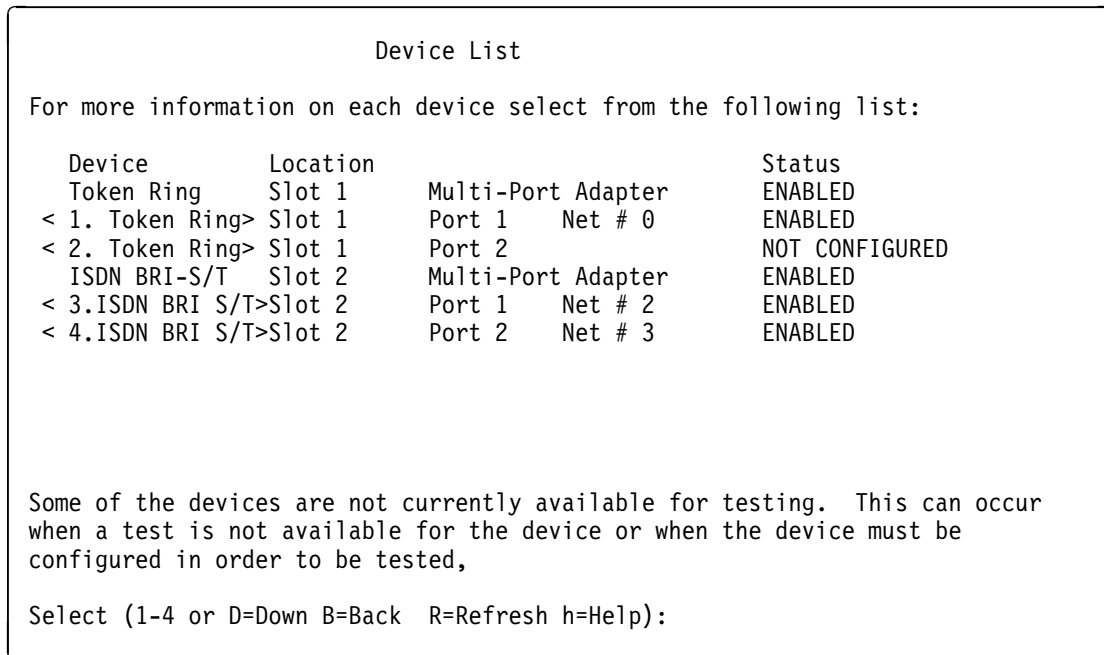 Device List
For more information on each device select from the following list:
Device Location Status
Token Ring Slot 1 Multi-Port Adapter ENABLED
< 1. Token Ring> Slot 1 Port 1 Net # 0 ENABLED
< 2. Token Ring> Slot 1 Port 2 NOT CONFIGURED
ISDN BRI-S/T Slot 2 Multi-Port Adapter ENABLED
< 3.ISDN BRI S/T>Slot 2 Port 1 Net # 2 ENABLED
< 4.ISDN BRI S/T>Slot 2 Port 2 Net # 3 ENABLED
Some of the devices are not currently available for testing. This can occur
when a test is not available for the device or when the device must be
configured in order to be tested,
Select (1-4 or D=Down B=Back R=Refresh h=Help):